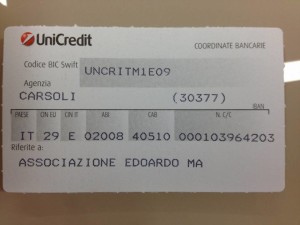 UniCredit
COORDINATE BANCARIE
Codice BIC Swift UNCRITM1E09
Agenzia
CARSOLI (30377)
IBAN
PAESE CIN EU CIN IT ABI CAB N. C/C
IT 29 E 02008 40510 000103964203
Riferite a:
ASSOCIAZIONE EDOARDO MA